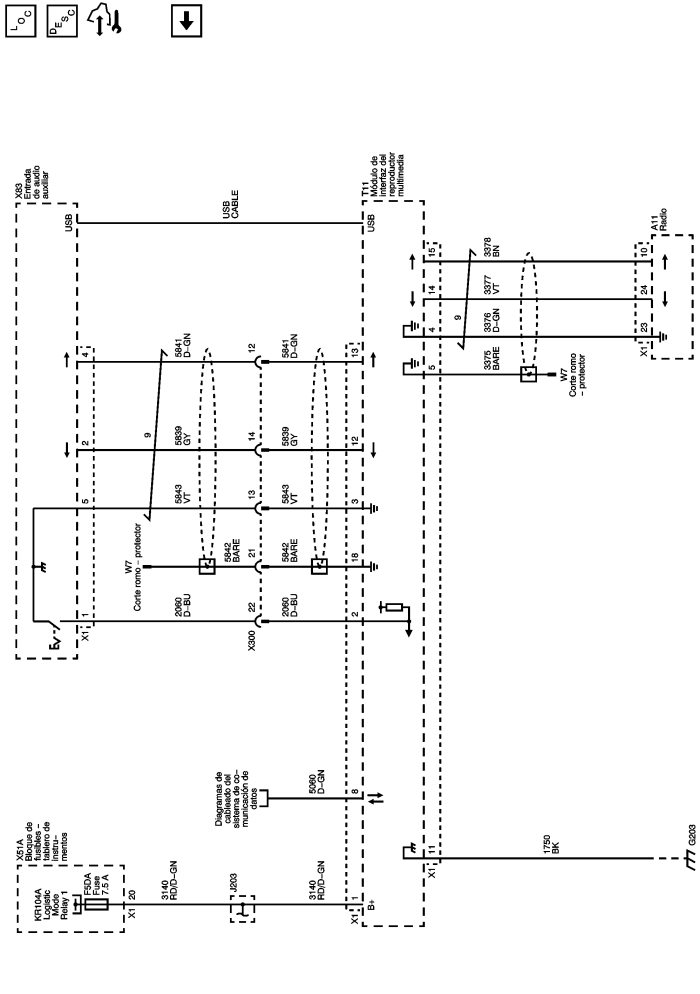 LOC
DESC
X83
Entrada
de audio
auxiliar
USB
USB
CABLE
USB
T11
Módulo de
interfaz del
reproductor
multimedia
A11
Radio
4
5841
D-GN
12
5841
D-GN
13
15
3378
BN
10
14
3377
VT
24
4
9
3376
D-GN
23
X1
5
3375
BARE
W7
Corte romo
- protector
2
9
5839
GY
14
5839
GY
12
5
5843
VT
13
5843
VT
3
W7
Corte romo - protector
5842
BARE
21
5842
BARE
18
1
X1
2060
D-BU
22
X300
2060
D-BU
2
Diagramas de
cableado del
sistema de co-
municación de
datos
5060
D-GN
8
11
X1
1750
BK
G203
X51A
Bloque de
fusibles -
tablero de
instru-
mentos
KR104A
Logistic
Mode
Relay 1
F5DA
Fuse
7.5 A
20
X1
3140
RD/D-GN
J203
3140
RD/D-GN
1
X1
B+